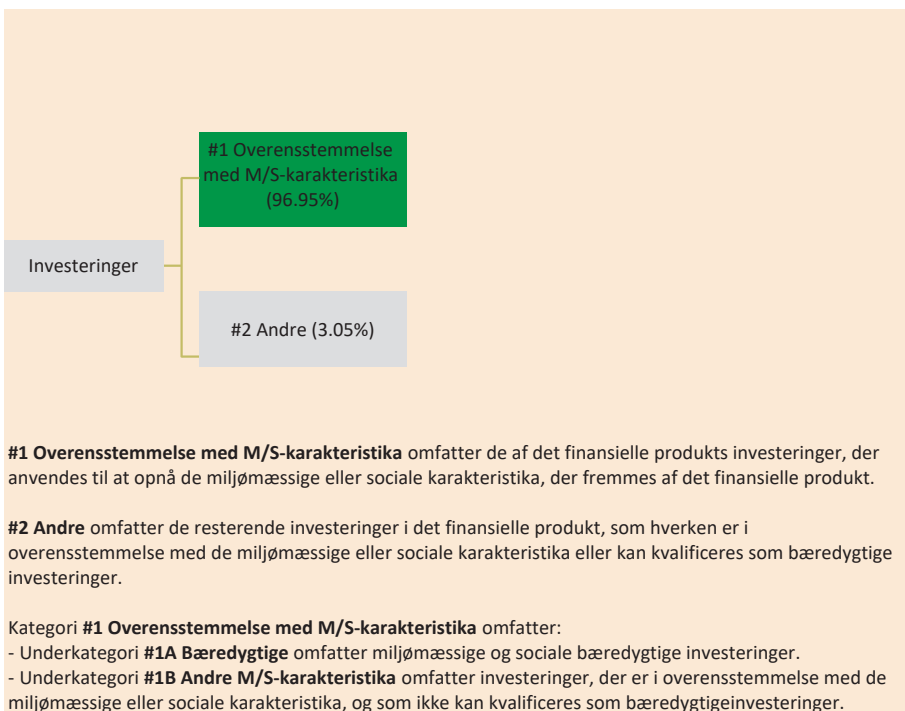 #1 Overensstemmelse
med M/S-karakteristika
(96.95%)
Investeringer
#2 Andre (3.05%)
#1 Overensstemmelse med M/S-karakteristika omfatter de af det finansielle produkts investeringer, der
anvendes til at opnå de miljømæssige eller sociale karakteristika, der fremmes af det finansielle produkt.
#2 Andre omfatter de resterende investeringer i det finansielle produkt, som hverken er i
overensstemmelse med de miljømæssige eller sociale karakteristika eller kan kvalificeres som bæredygtige
investeringer.
Kategori #1 Overensstemmelse med M/S-karakteristika omfatter:
- Underkategori #1A Bæredygtige omfatter miljømæssige og sociale bæredygtige investeringer.
- Underkategori #1B Andre M/S-karakteristika omfatter investeringer, der er i overensstemmelse med de
miljømæssige eller sociale karakteristika, og som ikke kan kvalificeres som bæredygtigeinvesteringer.